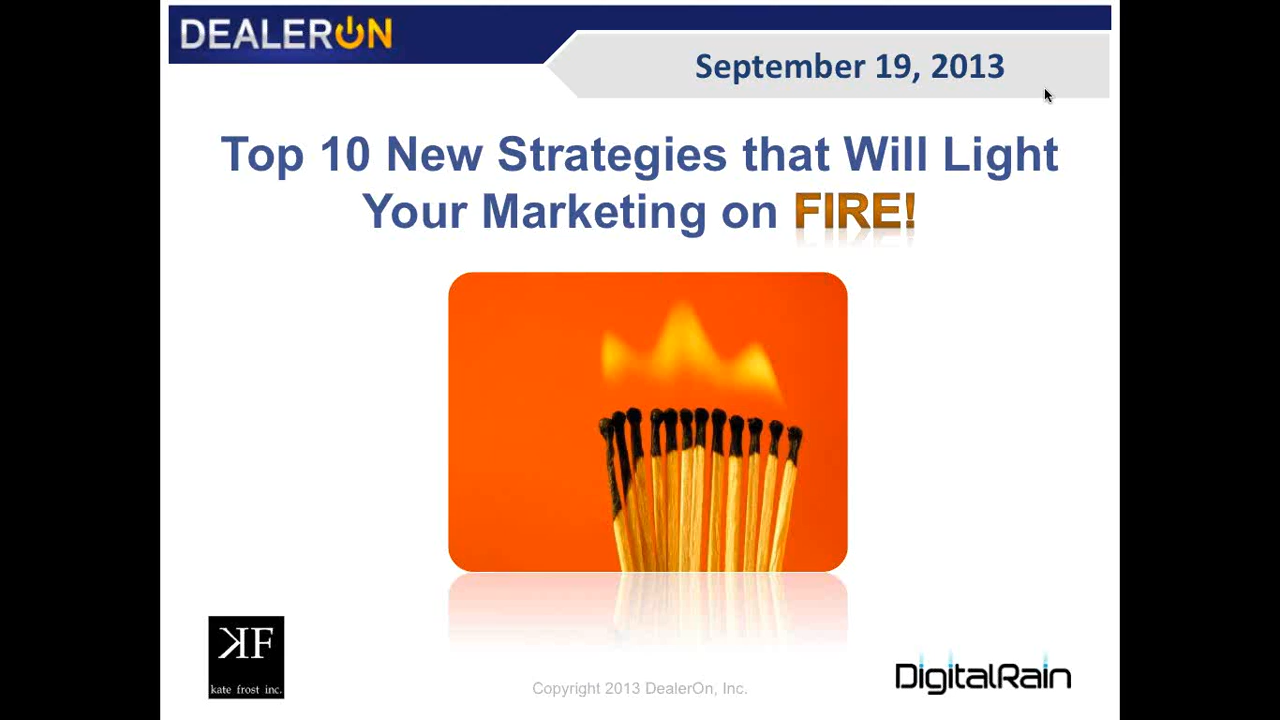 DEALERON
September 19, 2013
Top 10 New Strategies that Will Light
Your Marketing on FIRE!
KF
kate frost inc.
Copyright 2013 DealerOn, Inc.
DigitalRain